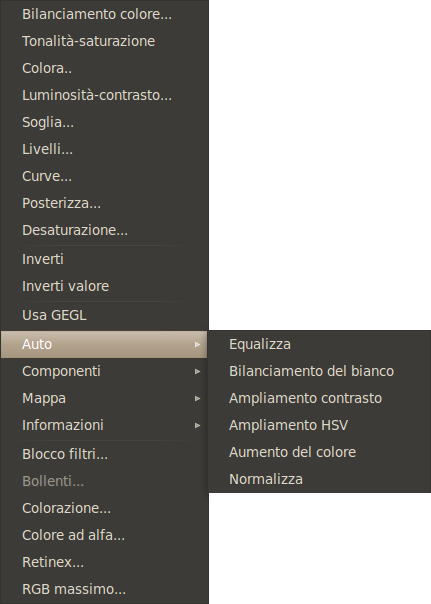 Bilanciamento colore...
Tonalità-saturazione
Colora..
Luminosità-contrasto...
Soglia...
Livelli...
Curve...
Posterizza...
Desaturazione...
Inverti
Inverti valore
Usa GEGL
Auto
Componenti
Mappa
Informazioni
Blocco filtri...
Bollenti...
Colorazione...
Colore ad alfa...
Retinex...
RGB massimo...
Equalizza
Bilanciamento del bianco
Ampliamento contrasto
Ampliamento HSV
Aumento del colore
Normalizza